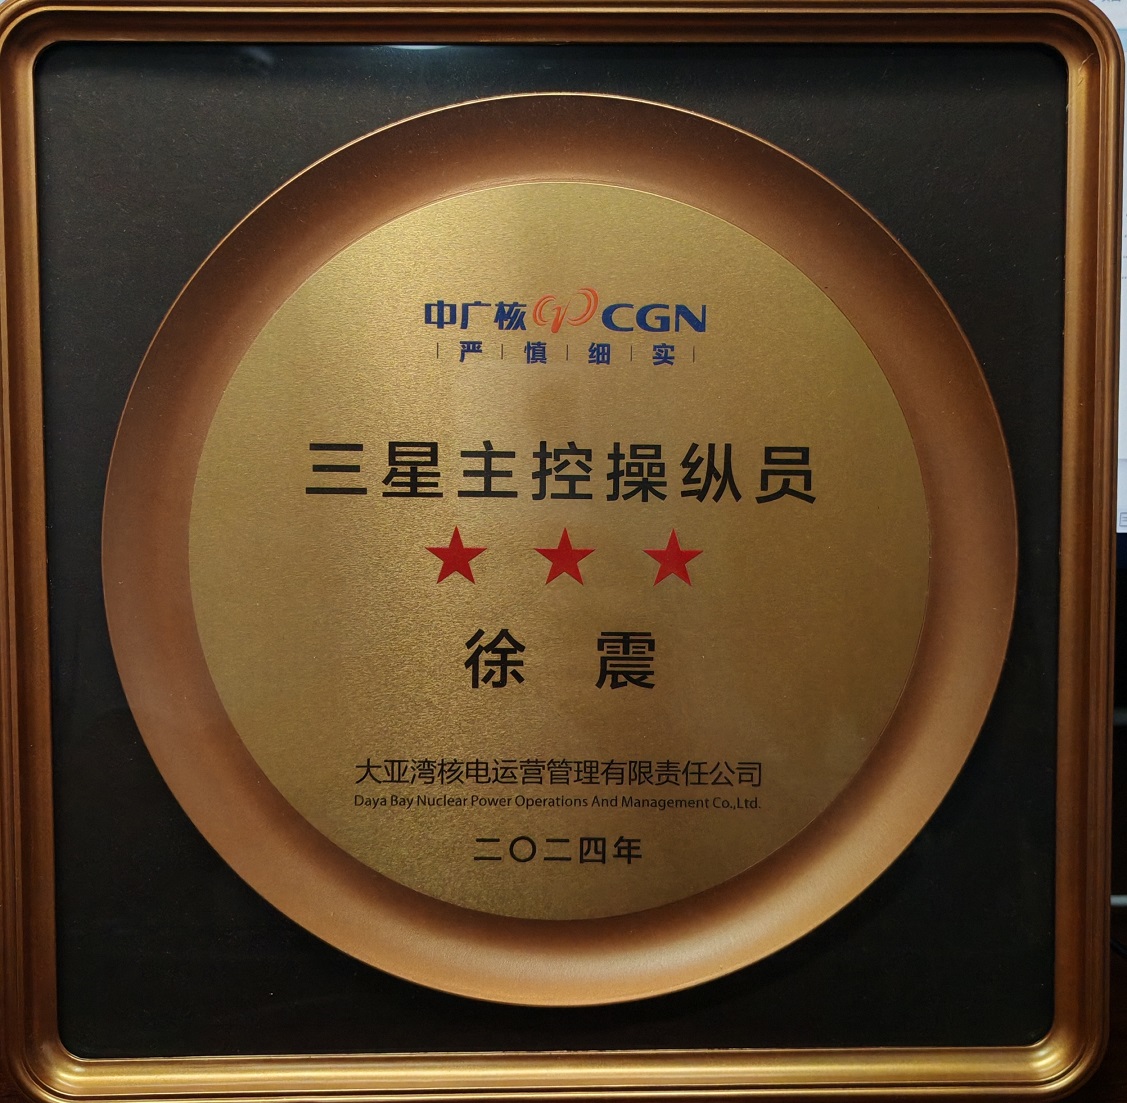 中广核 CGN
严 慎 细 实
三星主控操纵员
徐 震
大亚湾核电运营管理有限责任公司
Daya Bay Nuclear Power Operations And Management Co.,Ltd.
二〇二四年